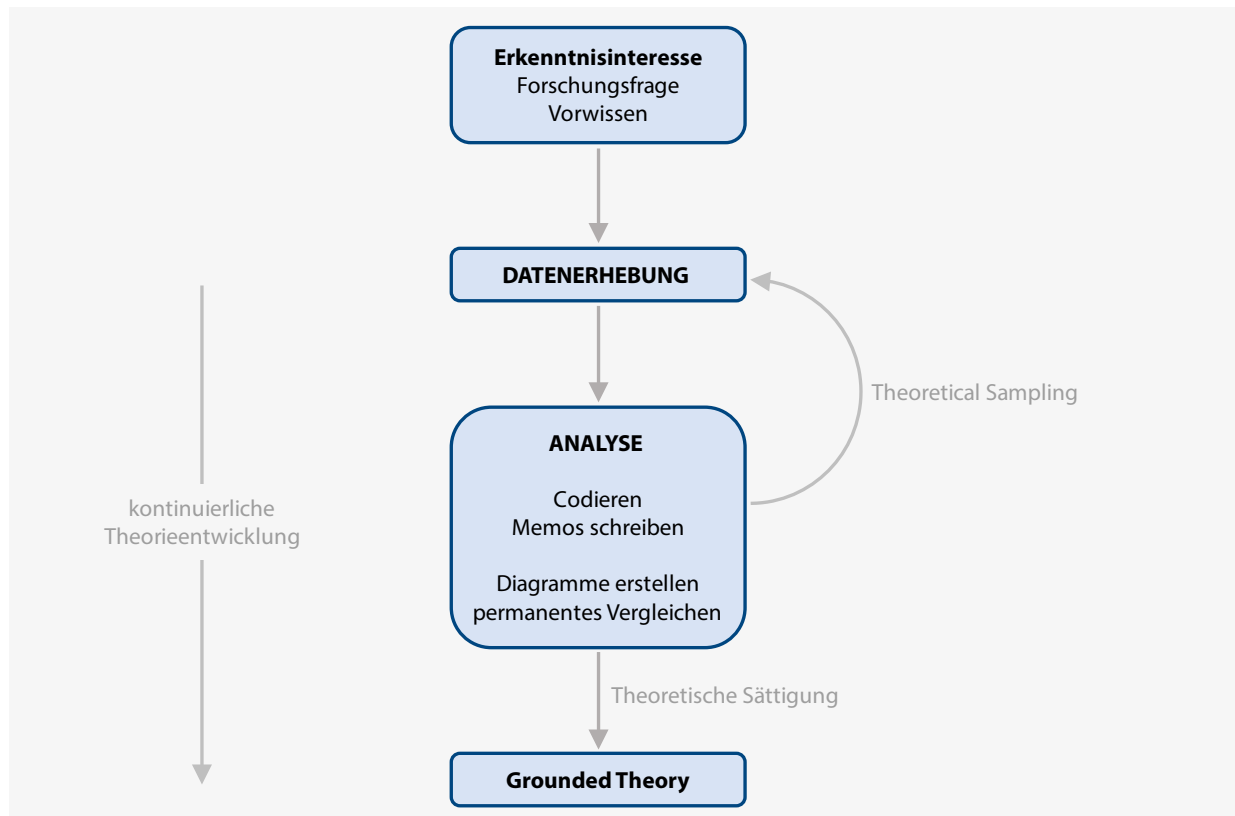 Erkenntnisinteresse
Forschungsfrage
Vorwissen
DATENERHEBUNG
Theoretical Sampling
ANALYSE
Codieren
Memos schreiben
Diagramme erstellen
permanentes Vergleichen
kontinuierliche
Theorieentwicklung
Theoretische Sättigung
Grounded Theory